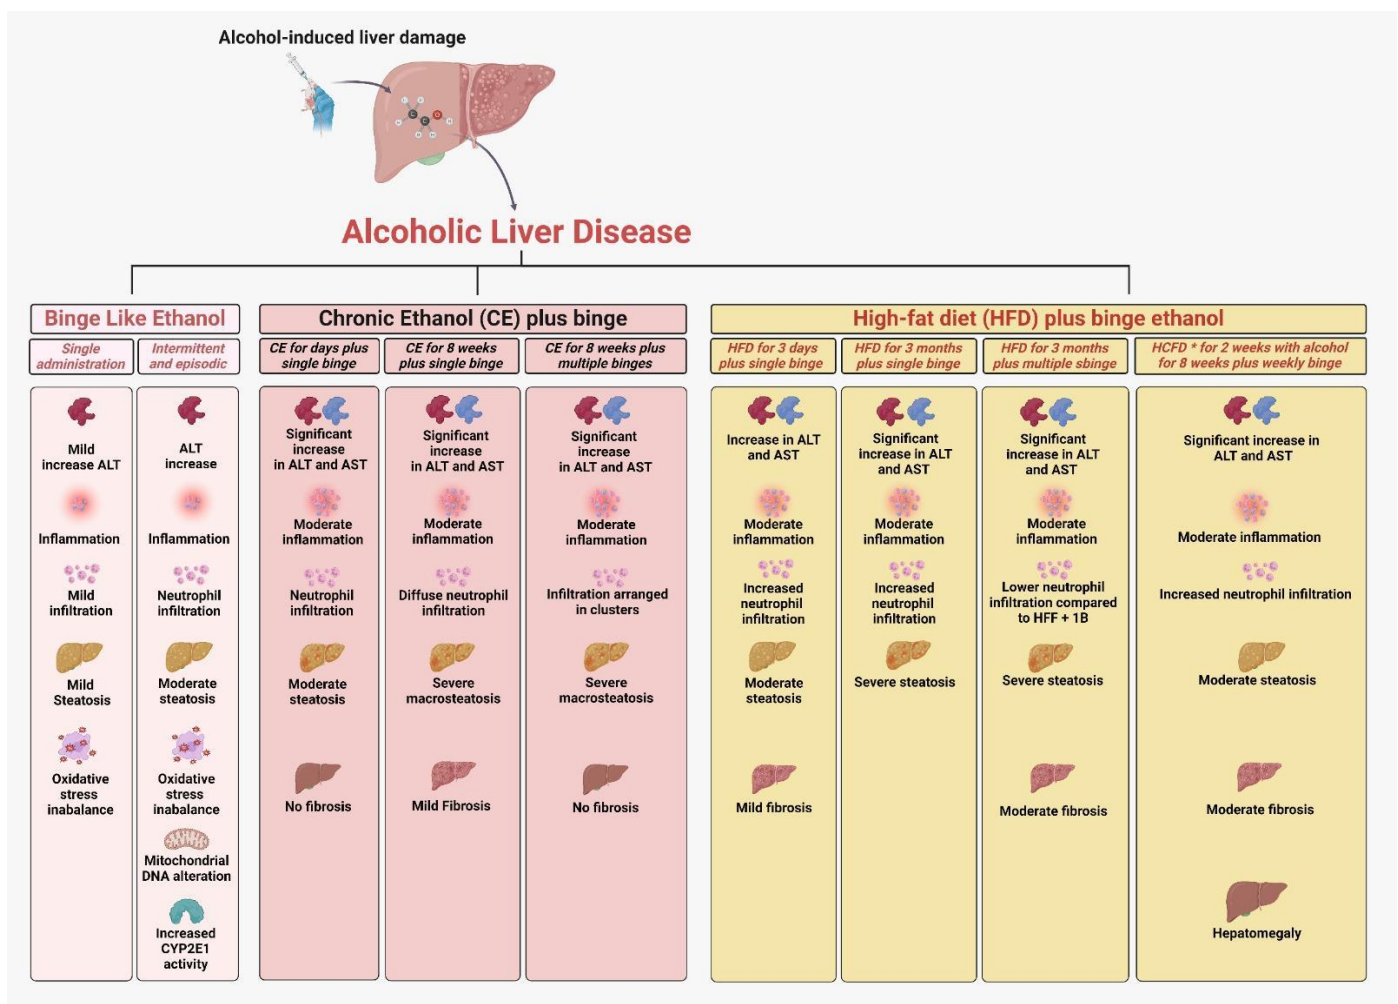 Alcohol-induced liver damage
Alcoholic Liver Disease
Binge Like Ethanol
Single
administration
Intermittent
and episodic
Mild
increase ALT
Inflammation
Mild
infiltration
Mild
Steatosis
Oxidative
stress
inabalance
ALT
increase
Inflammation
Neutrophil
infiltration
Moderate
steatosis
Oxidative
stress
inabalance
Mitochondrial
DNA alteration
Increased
CYP2E1
activity
Chronic Ethanol (CE) plus binge
CE for days plus
single binge
CE for 8 weeks
plus single binge
CE for 8 weeks plus
multiple binges
Significant
increase
in ALT and AST
Moderate
inflammation
Neutrophil
infiltration
Moderate
steatosis
No fibrosis
Significant
increase
in ALT and AST
Moderate
inflammation
Diffuse neutrophil
infiltration
Severe
macrosteatosis
Mild Fibrosis
Significant
increase
in ALT and AST
Moderate
inflammation
Infiltration arranged
in clusters
Severe
macrosteatosis
No fibrosis
High-fat diet (HFD) plus binge ethanol
HFD for 3 days
plus single binge
HFD for 3 months
plus single binge
HFD for 3 months
plus multiple sbinge
HCFD * for 2 weeks with alcohol
for 8 weeks plus weekly binge
Increase in ALT
and AST
Moderate
inflammation
Increased
neutrophil
infiltration
Moderate
steatosis
Mild fibrosis
Significant
increase in ALT
and AST
Moderate
inflammation
Increased
neutrophil
infiltration
Severe steatosis
Significant
increase in ALT
and AST
Moderate
inflammation
Lower neutrophil
infiltration compared
to HFF + 1B
Severe steatosis
Moderate fibrosis
Significant increase in
ALT and AST
Moderate inflammation
Increased neutrophil infiltration
Moderate steatosis
Moderate fibrosis
Hepatomegaly